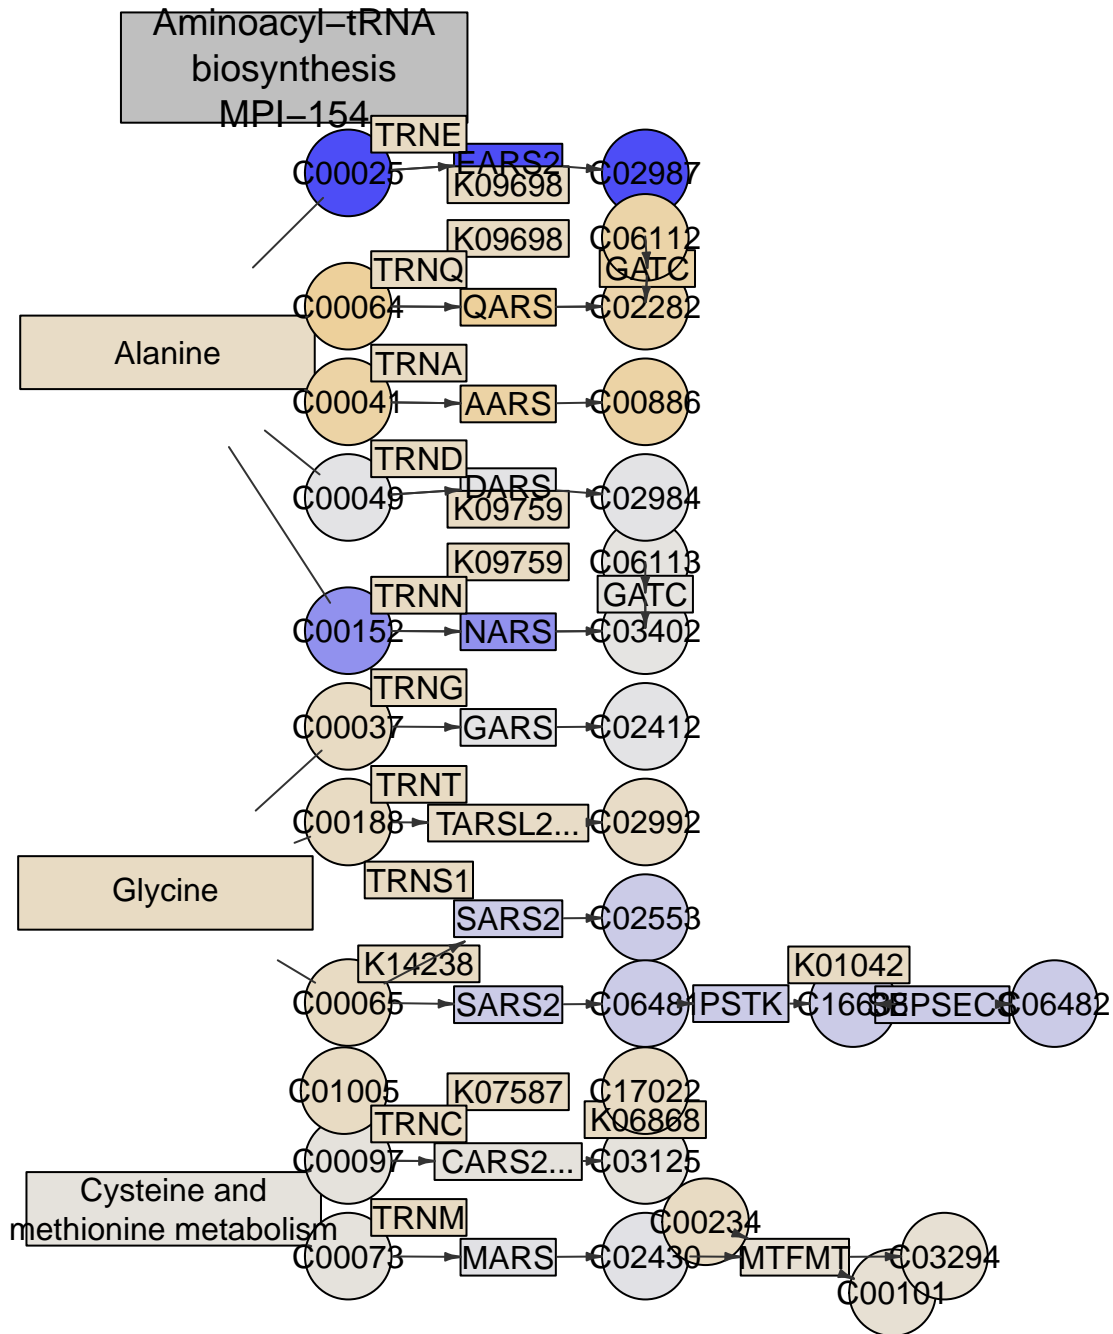 Aminoacyl−tRNA
biosynthesis
MPI−154
TRNE
C00025
EARS2
K09698
C02987
K09698
C06112
TRNQ
GATC
C00064
QARS
C02282
Alanine
TRNA
C00041
AARS
C00886
TRND
C00049
DARS
K09759
C02984
K09759
C06113
TRNN
GATC
C00152
NARS
C03402
TRNG
C00037
GARS
C02412
TRNT
C00188
TARSL2...
C02992
Glycine
TRNS1
SARS2
C02553
K14238
K01042
C00065
SARS2
C06481
PSTK
C16638
SEPSECS
C06482
C01005
K07587
C17022
TRNC
K06868
C00097
CARS2...
C03125
Cysteine and
methionine metabolism
TRNM
C00234
C00073
MARS
C02430
MTFMT
C03294
C00101